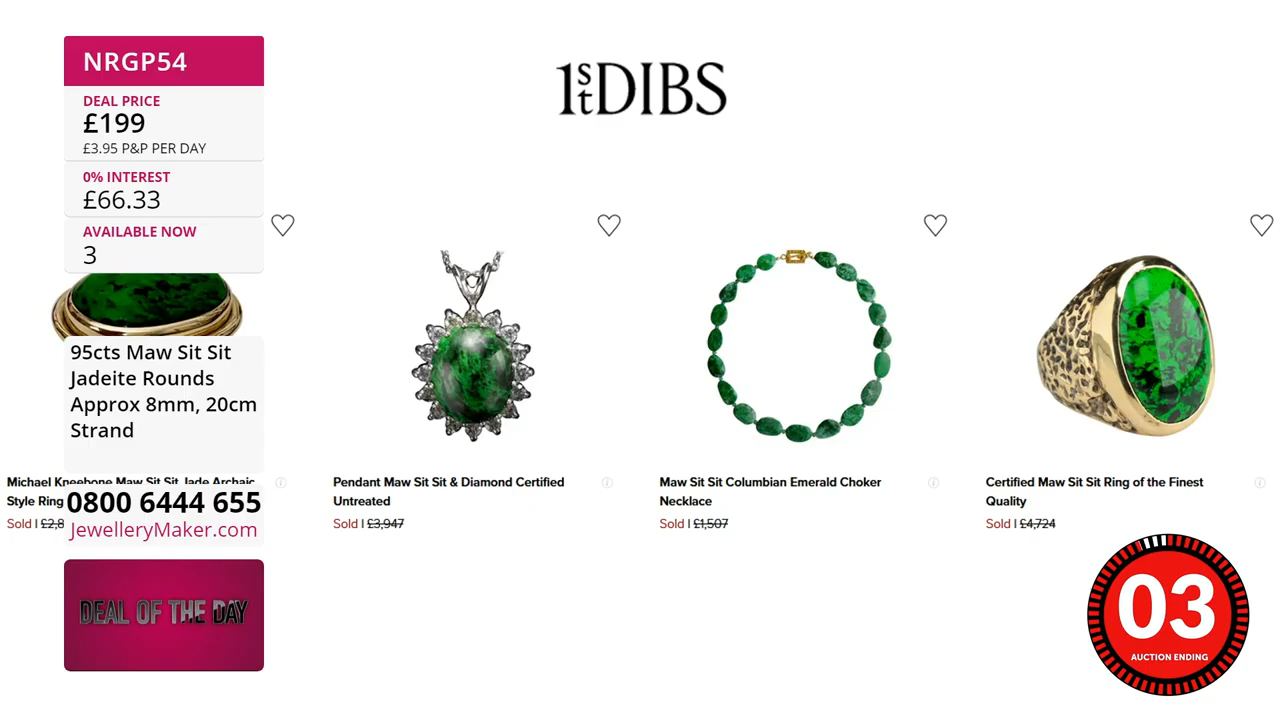 NRGP54
DEAL PRICE
£199
£3.95 P&P PER DAY
0% INTEREST
£66.33
AVAILABLE NOW
3
95cts Maw Sit Sit
Jadeite Rounds
Approx 8mm, 20cm
Strand
0800 6444 655
JewelleryMaker.com
DEAL OF THE DAY
1stDIBS
Michael Kneebone Maw Sit Sit Jade Archaic
Style Ring
Sold | £2,8
Pendant Maw Sit Sit & Diamond Certified
Untreated
Sold | £3,947
Maw Sit Sit Columbian Emerald Choker
Necklace
Sold | £1,507
Certified Maw Sit Sit Ring of the Finest
Quality
Sold | £4,724
03
AUCTION ENDING